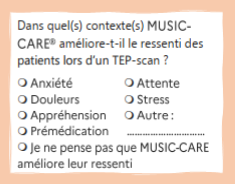 Dans quel(s) contexte(s) MUSIC-
CARE® améliore-t-il le ressenti des
patients lors d'un TEP-scan ?
❍ Anxiété ❍ Attente
❍ Douleurs ❍ Stress
❍ Appréhension ❍ Autre :
❍ Prémédication ..............................
❍ Je ne pense pas que MUSIC-CARE
améliore leur ressenti